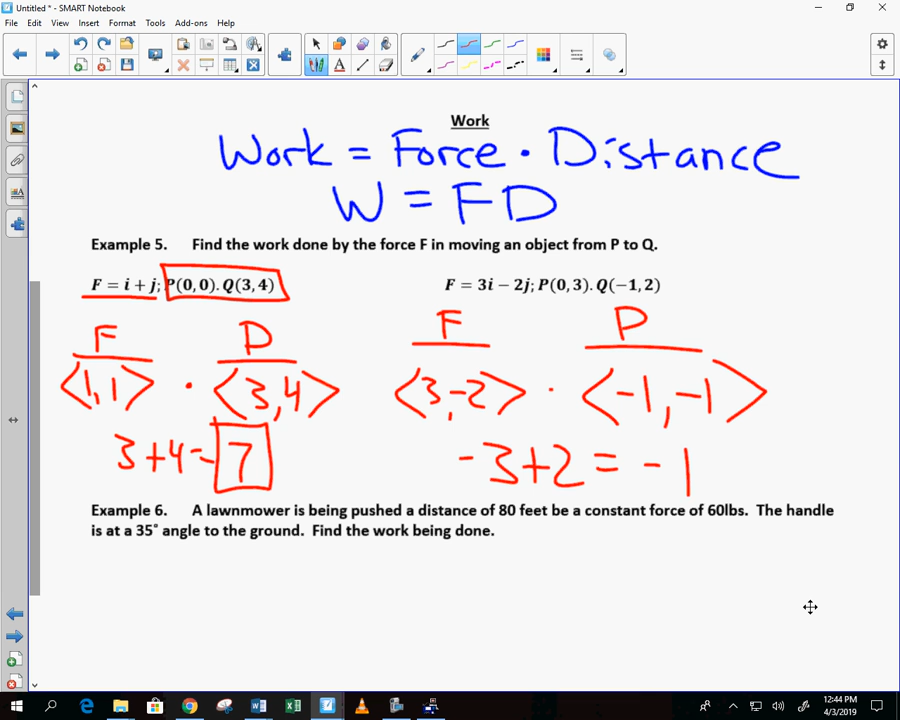 Untitled * - SMART Notebook
File Edit View Insert Format Tools Add-ons Help
Work
Work = Force · Distance
W = FD
Example 5. Find the work done by the force F in moving an object from P to Q.
F = i + j; P(0, 0). Q(3, 4) F = 3i − 2j; P(0, 3). Q(−1, 2)
F D F P
<1, 1> · <3, 4> <3, -2> · <-1, -1>
3+4= 7 -3+2 = -1
Example 6. A lawnmower is being pushed a distance of 80 feet be a constant force of 60lbs. The handle
is at a 35° angle to the ground. Find the work being done.
12:44 PM
4/3/2019